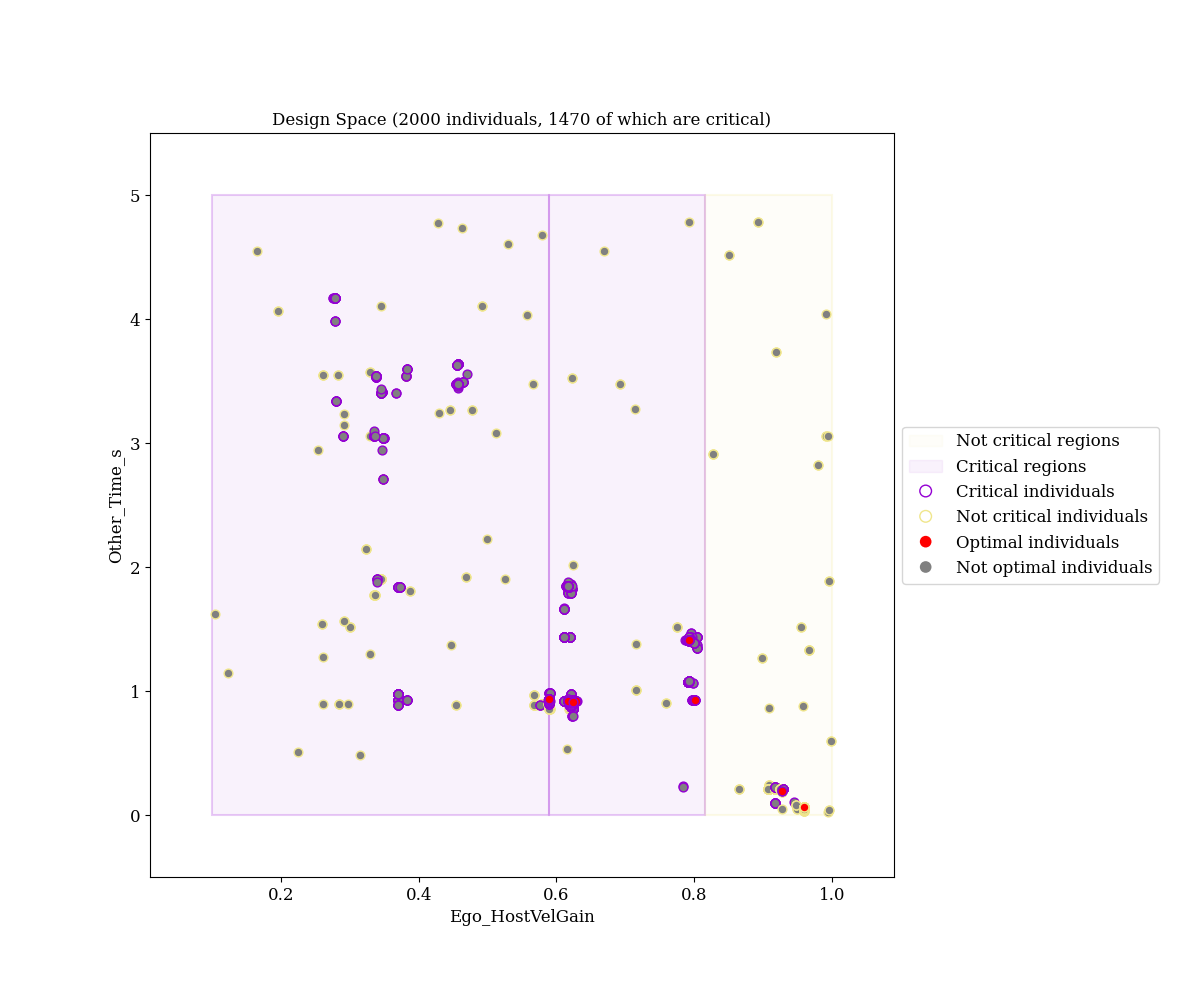 Design Space (2000 individuals, 1470 of which are critical)
5
4
3
2
1
0
Other_Time_s
0.2
0.4
0.6
0.8
1.0
Ego_HostVelGain
Not critical regions
Critical regions
Critical individuals
Not critical individuals
Optimal individuals
Not optimal individuals